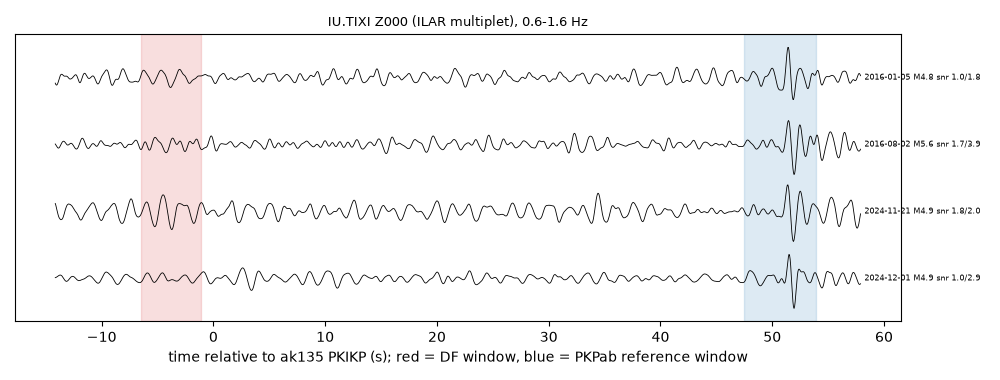 IU.TIXI Z000 (ILAR multiplet), 0.6-1.6 Hz
2016-01-05 M4.8 snr 1.0/1.8
2016-08-02 M5.6 snr 1.7/3.9
2024-11-21 M4.9 snr 1.8/2.0
2024-12-01 M4.9 snr 1.0/2.9
−10 0 10 20 30 40 50 60
time relative to ak135 PKIKP (s); red = DF window, blue = PKPab reference window